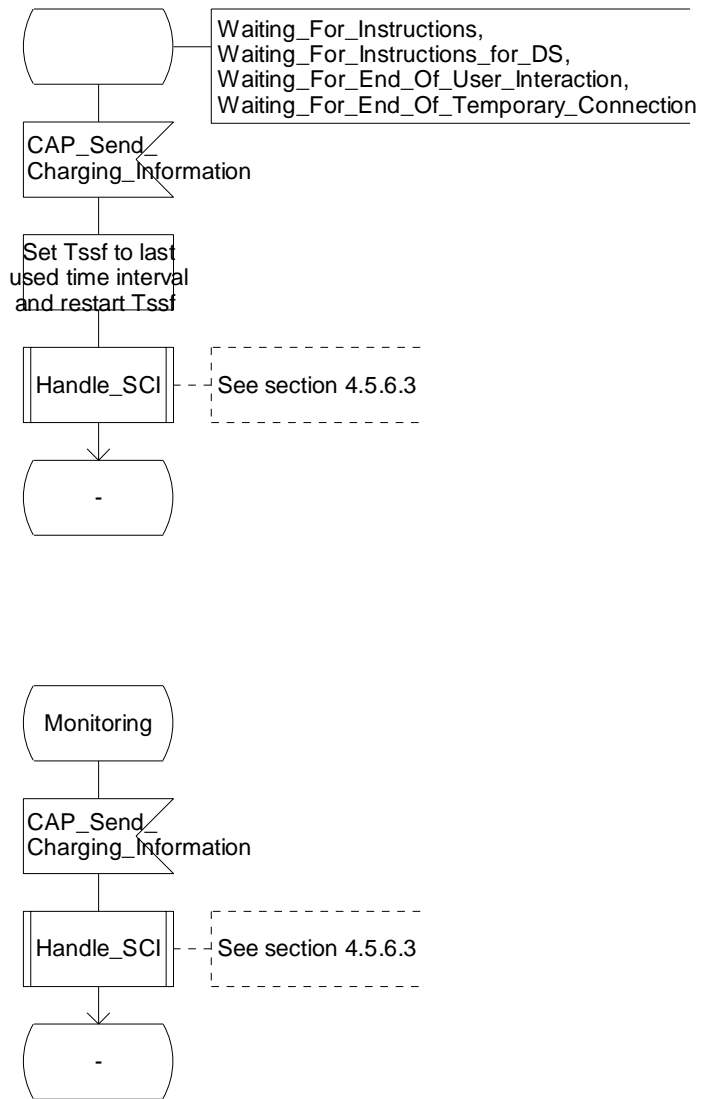 Waiting_For_Instructions,
Waiting_For_Instructions_for_DS,
Waiting_For_End_Of_User_Interaction,
Waiting_For_End_Of_Temporary_Connection
CAP_Send_
Charging_Information
Set Tssf to last
used time interval
and restart Tssf
Handle_SCI
See section 4.5.6.3
-
Monitoring
CAP_Send_
Charging_Information
Handle_SCI
See section 4.5.6.3
-